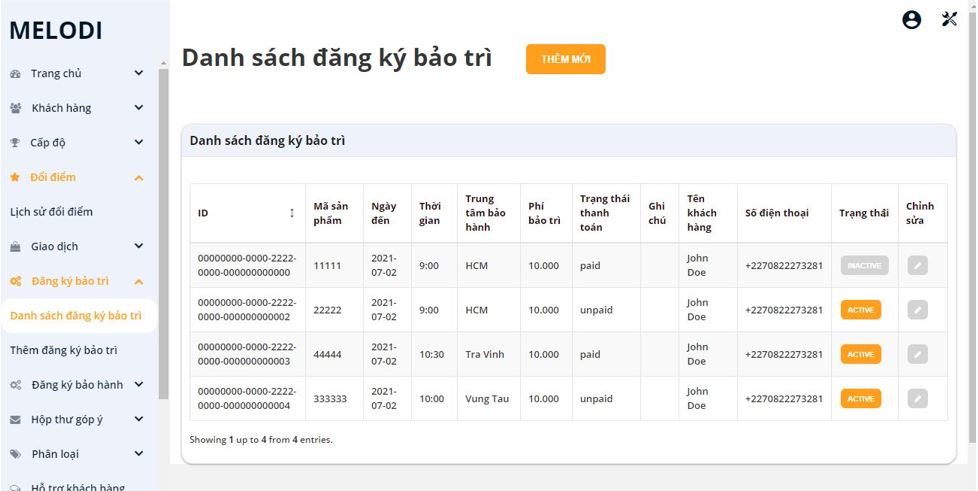 MELODI
Trang chủ
Khách hàng
Cấp độ
Đổi điểm
Lịch sử đổi điểm
Giao dịch
Đăng ký bảo trì
Danh sách đăng ký bảo trì
Thêm đăng ký bảo trì
Đăng ký bảo hành
Hộp thư góp ý
Phân loại
Hỗ trợ khách hàng
Danh sách đăng ký bảo trì
THÊM MỚI
Danh sách đăng ký bảo trì
ID
Mã sản
phẩm
Ngày
đến
Thời
gian
Trung
tâm bảo
hành
Phí
bảo trì
Trạng thái
thanh
toán
Ghi
chú
Tên
khách
hàng
Số điện thoại
Trạng thái
Chỉnh
sửa
00000000-0000-2222-
0000-000000000000
11111
2021-
07-02
9:00
HCM
10.000
paid
John
Doe
+2270822273281
INACTIVE
00000000-0000-2222-
0000-000000000002
22222
2021-
07-02
9:00
HCM
10.000
unpaid
John
Doe
+2270822273281
ACTIVE
00000000-0000-2222-
0000-000000000003
44444
2021-
07-02
10:30
Tra Vinh
10.000
paid
John
Doe
+2270822273281
ACTIVE
00000000-0000-2222-
0000-000000000004
333333
2021-
07-02
10:00
Vung Tau
10.000
unpaid
John
Doe
+2270822273281
ACTIVE
Showing 1 up to 4 from 4 entries.